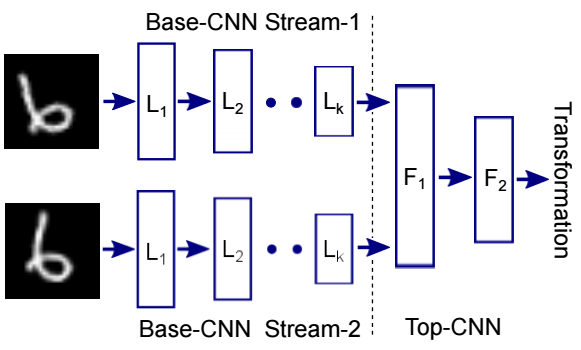 Base-CNN Stream-1
L1
L2
Lk
F1
F2
Transformation
L1
L2
Lk
Base-CNN Stream-2
Top-CNN